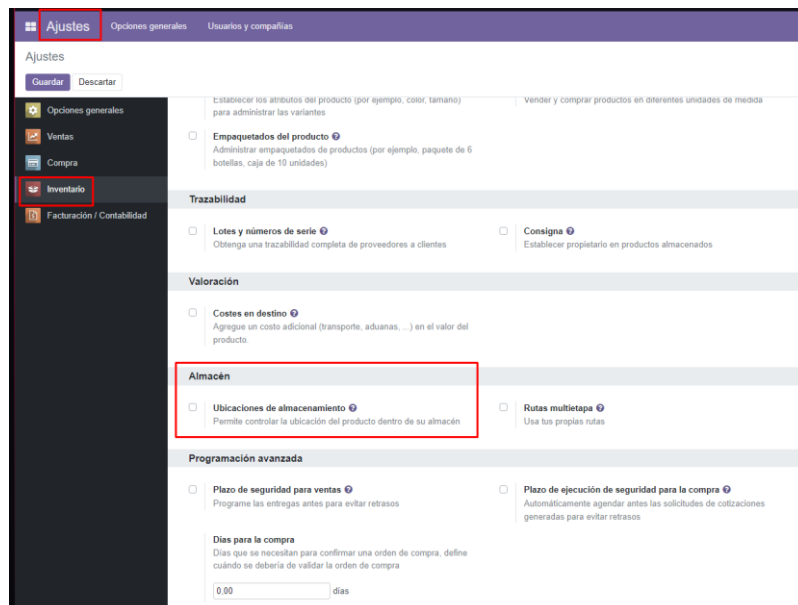 Ajustes Opciones generales Usuarios y compañías
Ajustes
Guardar Descartar
Opciones generales
Ventas
Compra
Inventario
Facturación / Contabilidad
Establecer los atributos del producto (por ejemplo, color, tamaño)
para administrar las variantes
Vender y comprar productos en diferentes unidades de medida
Empaquetados del producto
Administrar empaquetados de productos (por ejemplo, paquete de 6
botellas, caja de 10 unidades)
Trazabilidad
Lotes y números de serie
Obtenga una trazabilidad completa de proveedores a clientes
Consigna
Establecer propietario en productos almacenados
Valoración
Costes en destino
Agregue un costo adicional (transporte, aduanas, ...) en el valor del
producto.
Almacén
Ubicaciones de almacenamiento
Permite controlar la ubicación del producto dentro de su almacén
Rutas multietapa
Usa tus propias rutas
Programación avanzada
Plazo de seguridad para ventas
Programe las entregas antes para evitar retrasos
Plazo de ejecución de seguridad para la compra
Automáticamente agendar antes las solicitudes de cotizaciones
generadas para evitar retrasos
Días para la compra
Días que se necesitan para confirmar una orden de compra, define
cuándo se debería de validar la orden de compra
0,00 días